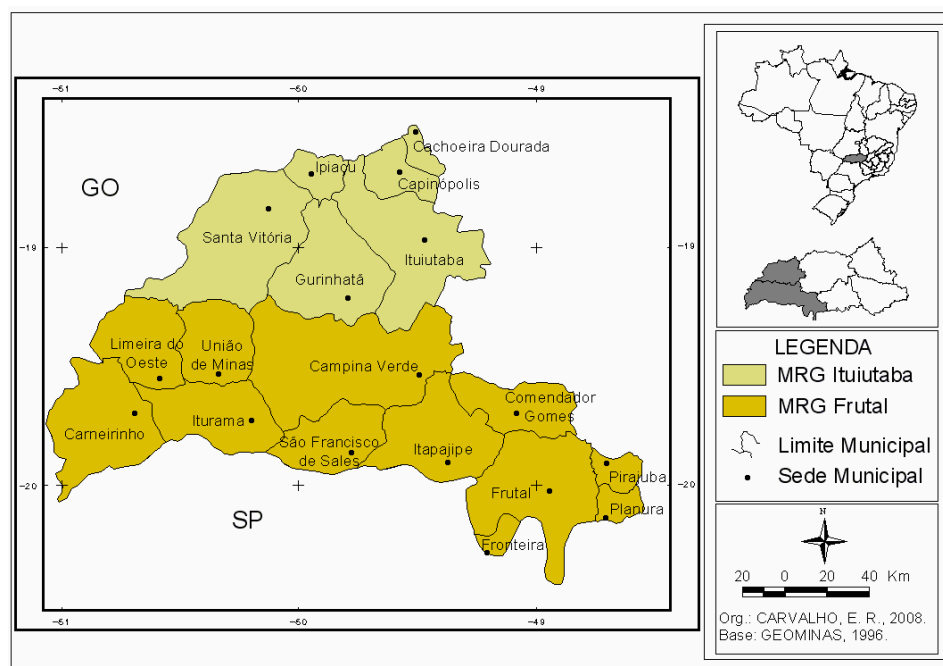 -51
-50
-49
Cachoeira Dourada
Ipiaçu
Capinópolis
GO
Santa Vitória
Ituiutaba
-19
-19
Gurinhatã
Limeira do
Oeste
União
de Minas
Campina Verde
Comendador
Gomes
Carneirinho
Iturama
São Francisco
de Sales
Itapajipe
Pirajuba
-20
Frutal
-20
Planura
SP
Fronteira
-51
-50
-49
LEGENDA
MRG Ituiutaba
MRG Frutal
Limite Municipal
Sede Municipal
N
20 0 20 40 Km
Org.: CARVALHO, E. R., 2008.
Base: GEOMINAS, 1996.